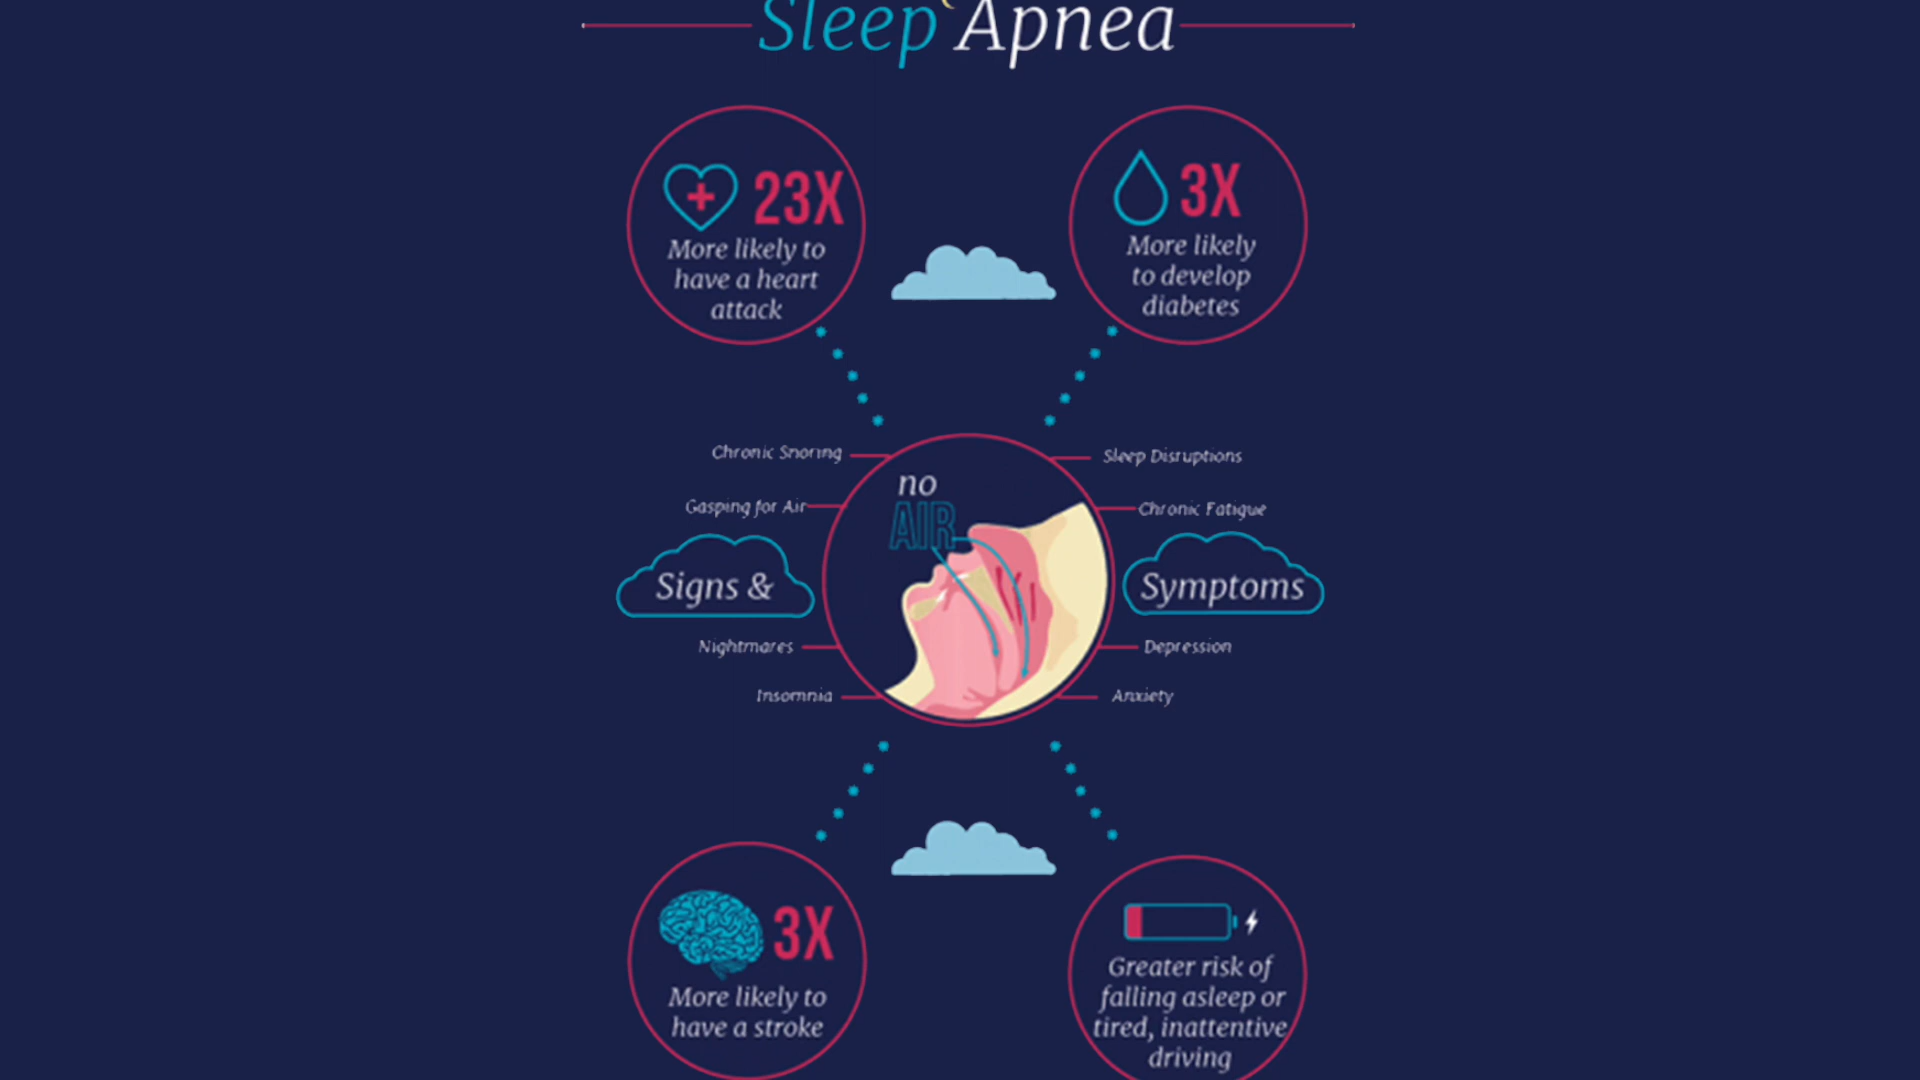 Sleep Apnea
23X
More likely to
have a heart
attack
3X
More likely
to develop
diabetes
Chronic Snoring
Sleep Disruptions
no
AIR
Gasping for Air
Chronic Fatigue
Signs &
Symptoms
Nightmares
Depression
Insomnia
Anxiety
3X
More likely to
have a stroke
Greater risk of
falling asleep or
tired, inattentive
driving